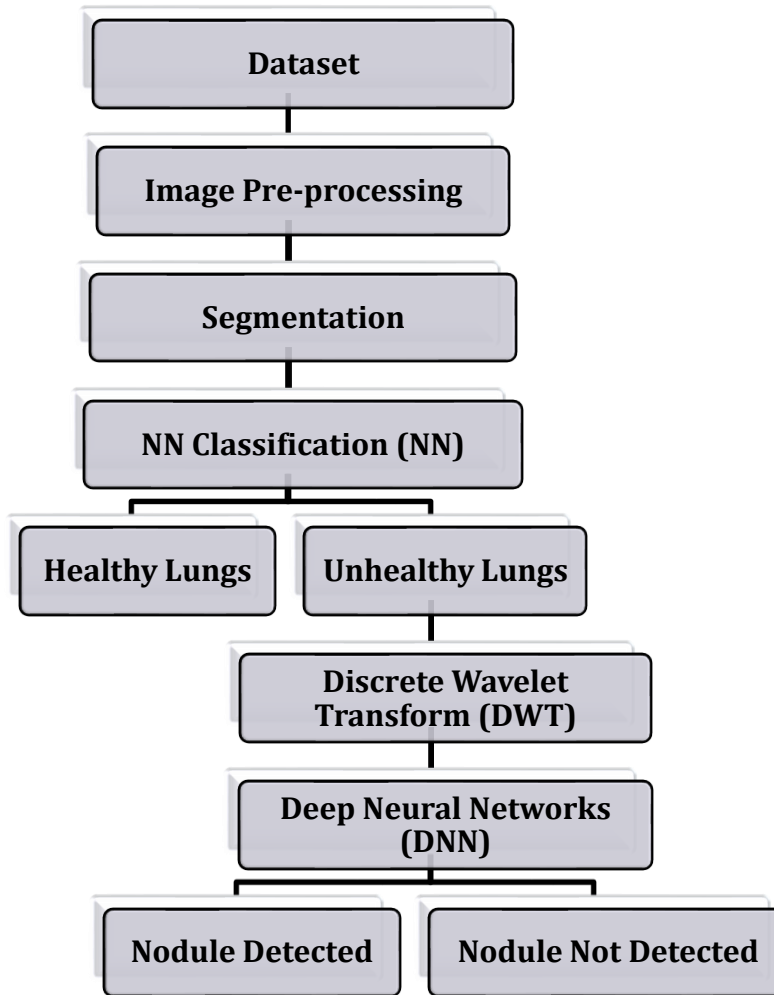 Dataset
Image Pre-processing
Segmentation
NN Classification (NN)
Healthy Lungs
Unhealthy Lungs
Discrete Wavelet
Transform (DWT)
Deep Neural Networks
(DNN)
Nodule Detected
Nodule Not Detected